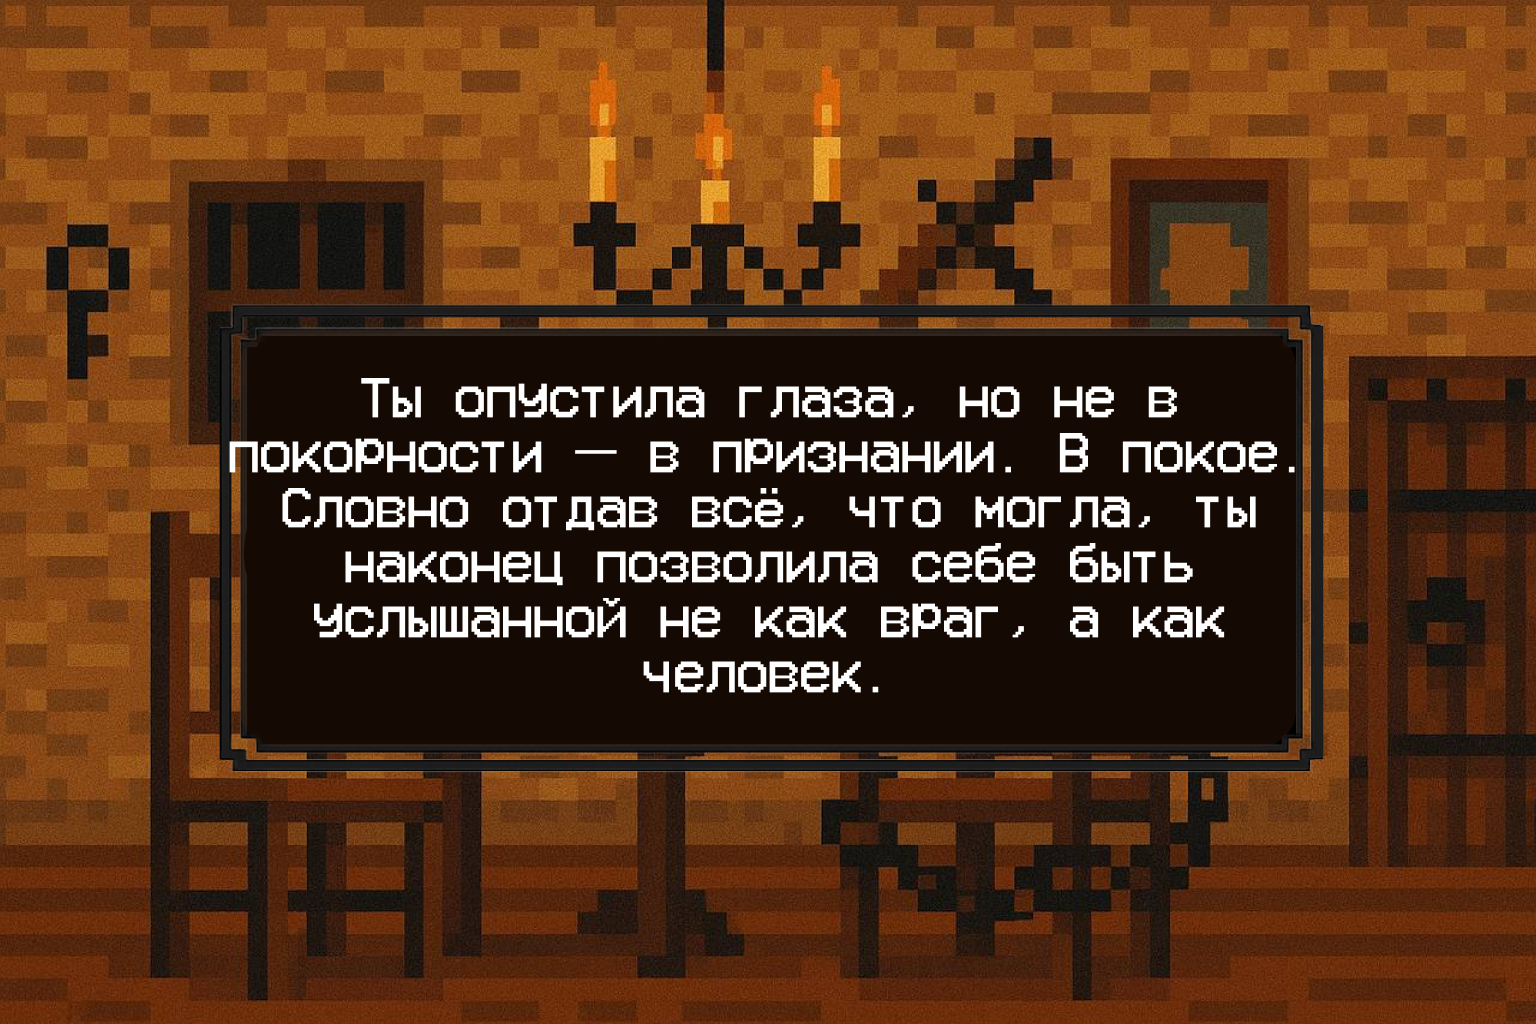 Ты опустила глаза, но не в
покорности — в признании. В покое.
Словно отдав всё, что могла, ты
наконец позволила себе быть
услышанной не как враг, а как
человек.